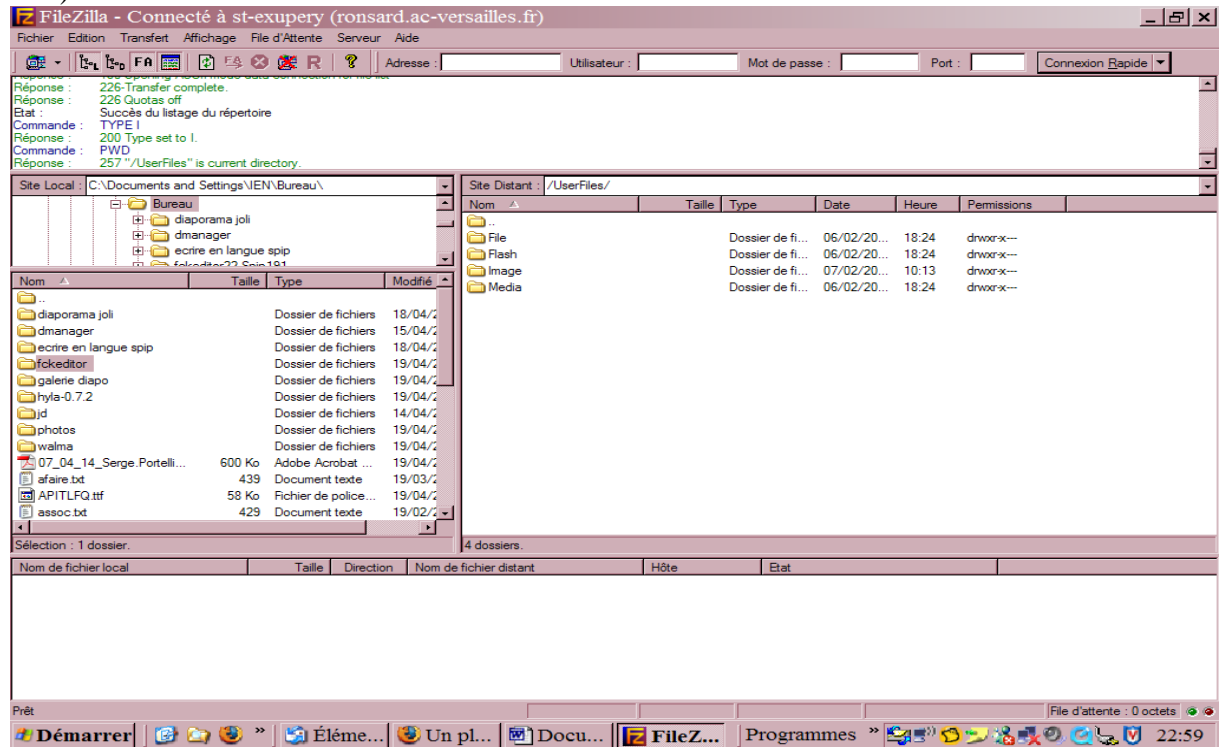 FileZilla - Connecté à st-exupery (ronsard.ac-versailles.fr)
Fichier Edition Transfert Affichage File d'Attente Serveur Aide
Adresse : Utilisateur : Mot de passe : Port : Connexion Rapide
Réponse : 226-Transfer complete.
Réponse : 226 Quotas off
Etat : Succès du listage du répertoire
Commande : TYPE I
Réponse : 200 Type set to I.
Commande : PWD
Réponse : 257 "/UserFiles" is current directory.
Site Local : C:\Documents and Settings\IEN\Bureau\
Bureau
diaporama joli
dmanager
ecrire en langue spip
fckeditor22 Spip191
Nom Taille Type Modifié
..
diaporama joli Dossier de fichiers 18/04/2
dmanager Dossier de fichiers 15/04/2
ecrire en langue spip Dossier de fichiers 18/04/2
fckeditor Dossier de fichiers 19/04/2
galerie diapo Dossier de fichiers 19/04/2
hyla-0.7.2 Dossier de fichiers 19/04/2
jd Dossier de fichiers 14/04/2
photos Dossier de fichiers 19/04/2
walma Dossier de fichiers 19/04/2
07_04_14_Serge.Portelli... 600 Ko Adobe Acrobat ... 19/04/2
afaire.txt 439 Document texte 19/03/2
APITLFQ.ttf 58 Ko Fichier de police... 19/04/2
assoc.txt 429 Document texte 19/02/2
Sélection : 1 dossier.
Site Distant : /UserFiles/
Nom Taille Type Date Heure Permissions
..
File Dossier de fi... 06/02/20... 18:24 drwxr-x---
Flash Dossier de fi... 06/02/20... 18:24 drwxr-x---
Image Dossier de fi... 07/02/20... 10:13 drwxr-x---
Media Dossier de fi... 06/02/20... 18:24 drwxr-x---
4 dossiers.
Nom de fichier local Taille Direction Nom de fichier distant Hôte Etat
Prêt File d'attente : 0 octets
Démarrer » Éléme... Un pl... Docu... FileZ... Programmes » 22:59